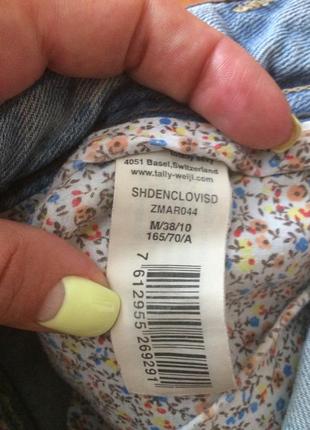 4051 Basel,Switzerland
www.tally-weijl.com
SHDENCLOVISD
ZMAR044
M/38/10
165/70/A
7 612955 269291